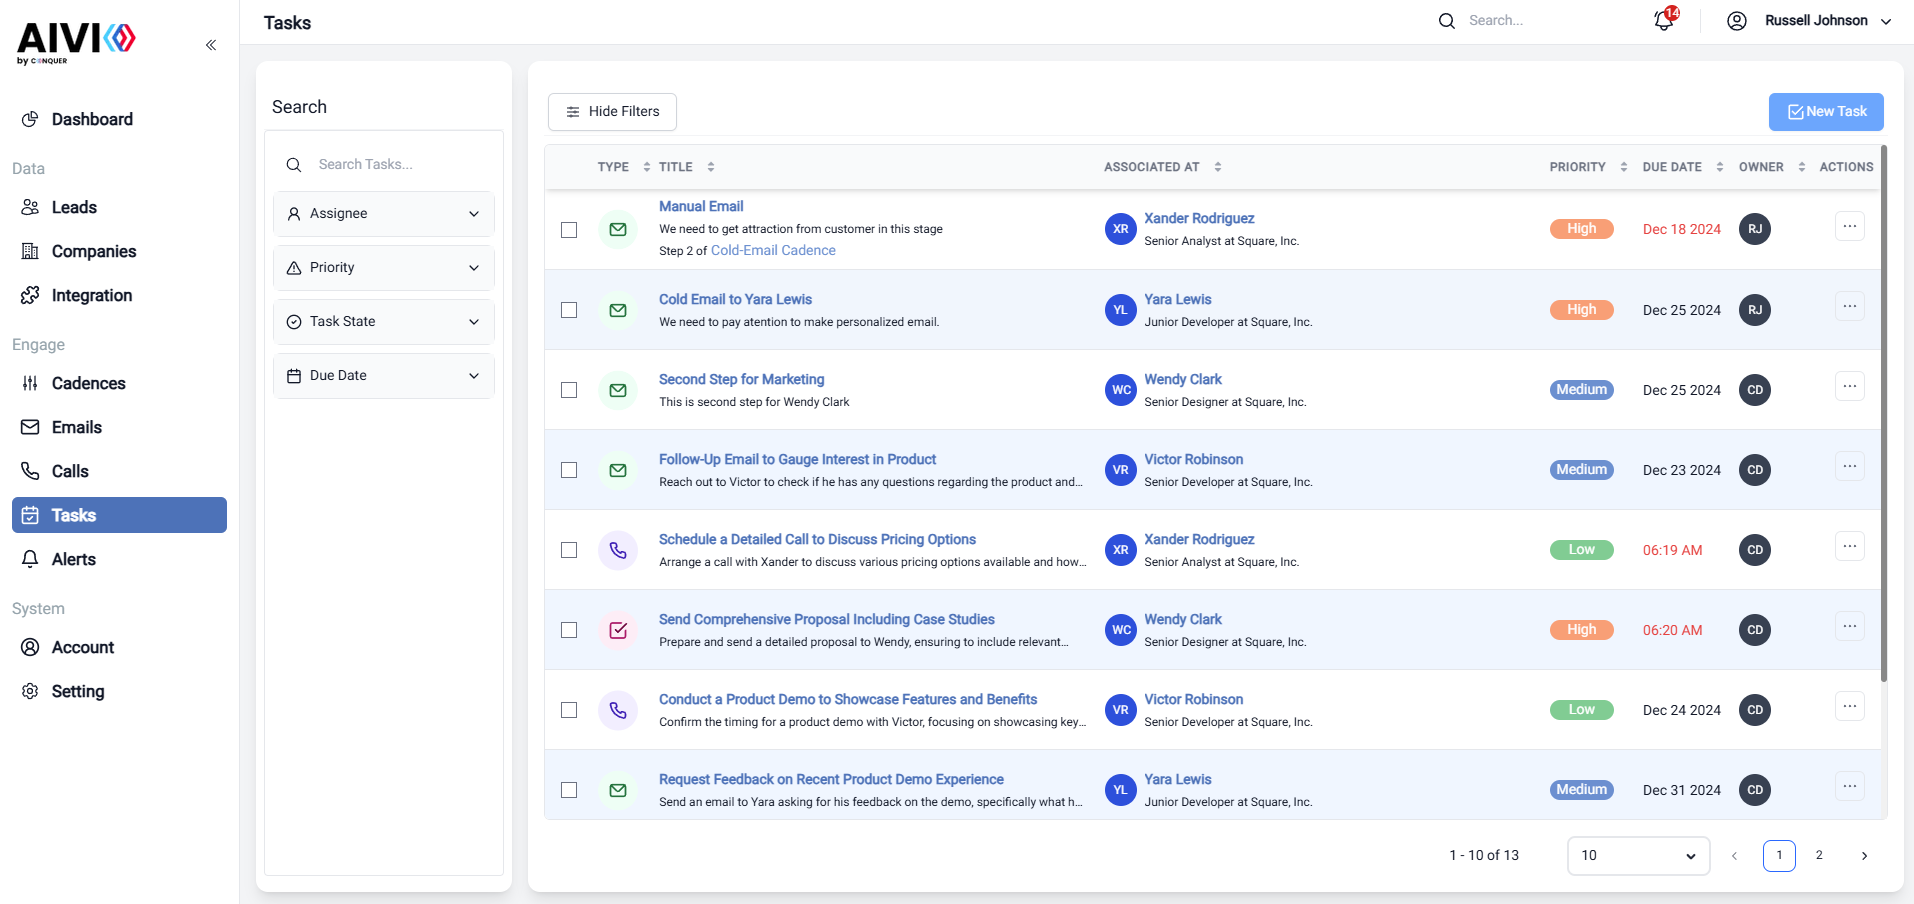 AIVI
by CONQUER
Dashboard
Data
Leads
Companies
Integration
Engage
Cadences
Emails
Calls
Tasks
Alerts
System
Account
Setting
Tasks
Search...
14
Russell Johnson
Search
Search Tasks...
Assignee
Priority
Task State
Due Date
Hide Filters
New Task
TYPE TITLE ASSOCIATED AT PRIORITY DUE DATE OWNER ACTIONS
Manual Email
We need to get attraction from customer in this stage
Step 2 of Cold-Email Cadence
XR
Xander Rodriguez
Senior Analyst at Square, Inc.
High
Dec 18 2024
RJ
...
Cold Email to Yara Lewis
We need to pay atention to make personalized email.
YL
Yara Lewis
Junior Developer at Square, Inc.
High
Dec 25 2024
RJ
...
Second Step for Marketing
This is second step for Wendy Clark
WC
Wendy Clark
Senior Designer at Square, Inc.
Medium
Dec 25 2024
CD
...
Follow-Up Email to Gauge Interest in Product
Reach out to Victor to check if he has any questions regarding the product and...
VR
Victor Robinson
Senior Developer at Square, Inc.
Medium
Dec 23 2024
CD
...
Schedule a Detailed Call to Discuss Pricing Options
Arrange a call with Xander to discuss various pricing options available and how...
XR
Xander Rodriguez
Senior Analyst at Square, Inc.
Low
06:19 AM
CD
...
Send Comprehensive Proposal Including Case Studies
Prepare and send a detailed proposal to Wendy, ensuring to include relevant...
WC
Wendy Clark
Senior Designer at Square, Inc.
High
06:20 AM
CD
...
Conduct a Product Demo to Showcase Features and Benefits
Confirm the timing for a product demo with Victor, focusing on showcasing key...
VR
Victor Robinson
Senior Developer at Square, Inc.
Low
Dec 24 2024
CD
...
Request Feedback on Recent Product Demo Experience
Send an email to Yara asking for his feedback on the demo, specifically what h...
YL
Yara Lewis
Junior Developer at Square, Inc.
Medium
Dec 31 2024
CD
...
1 - 10 of 13
10
1
2